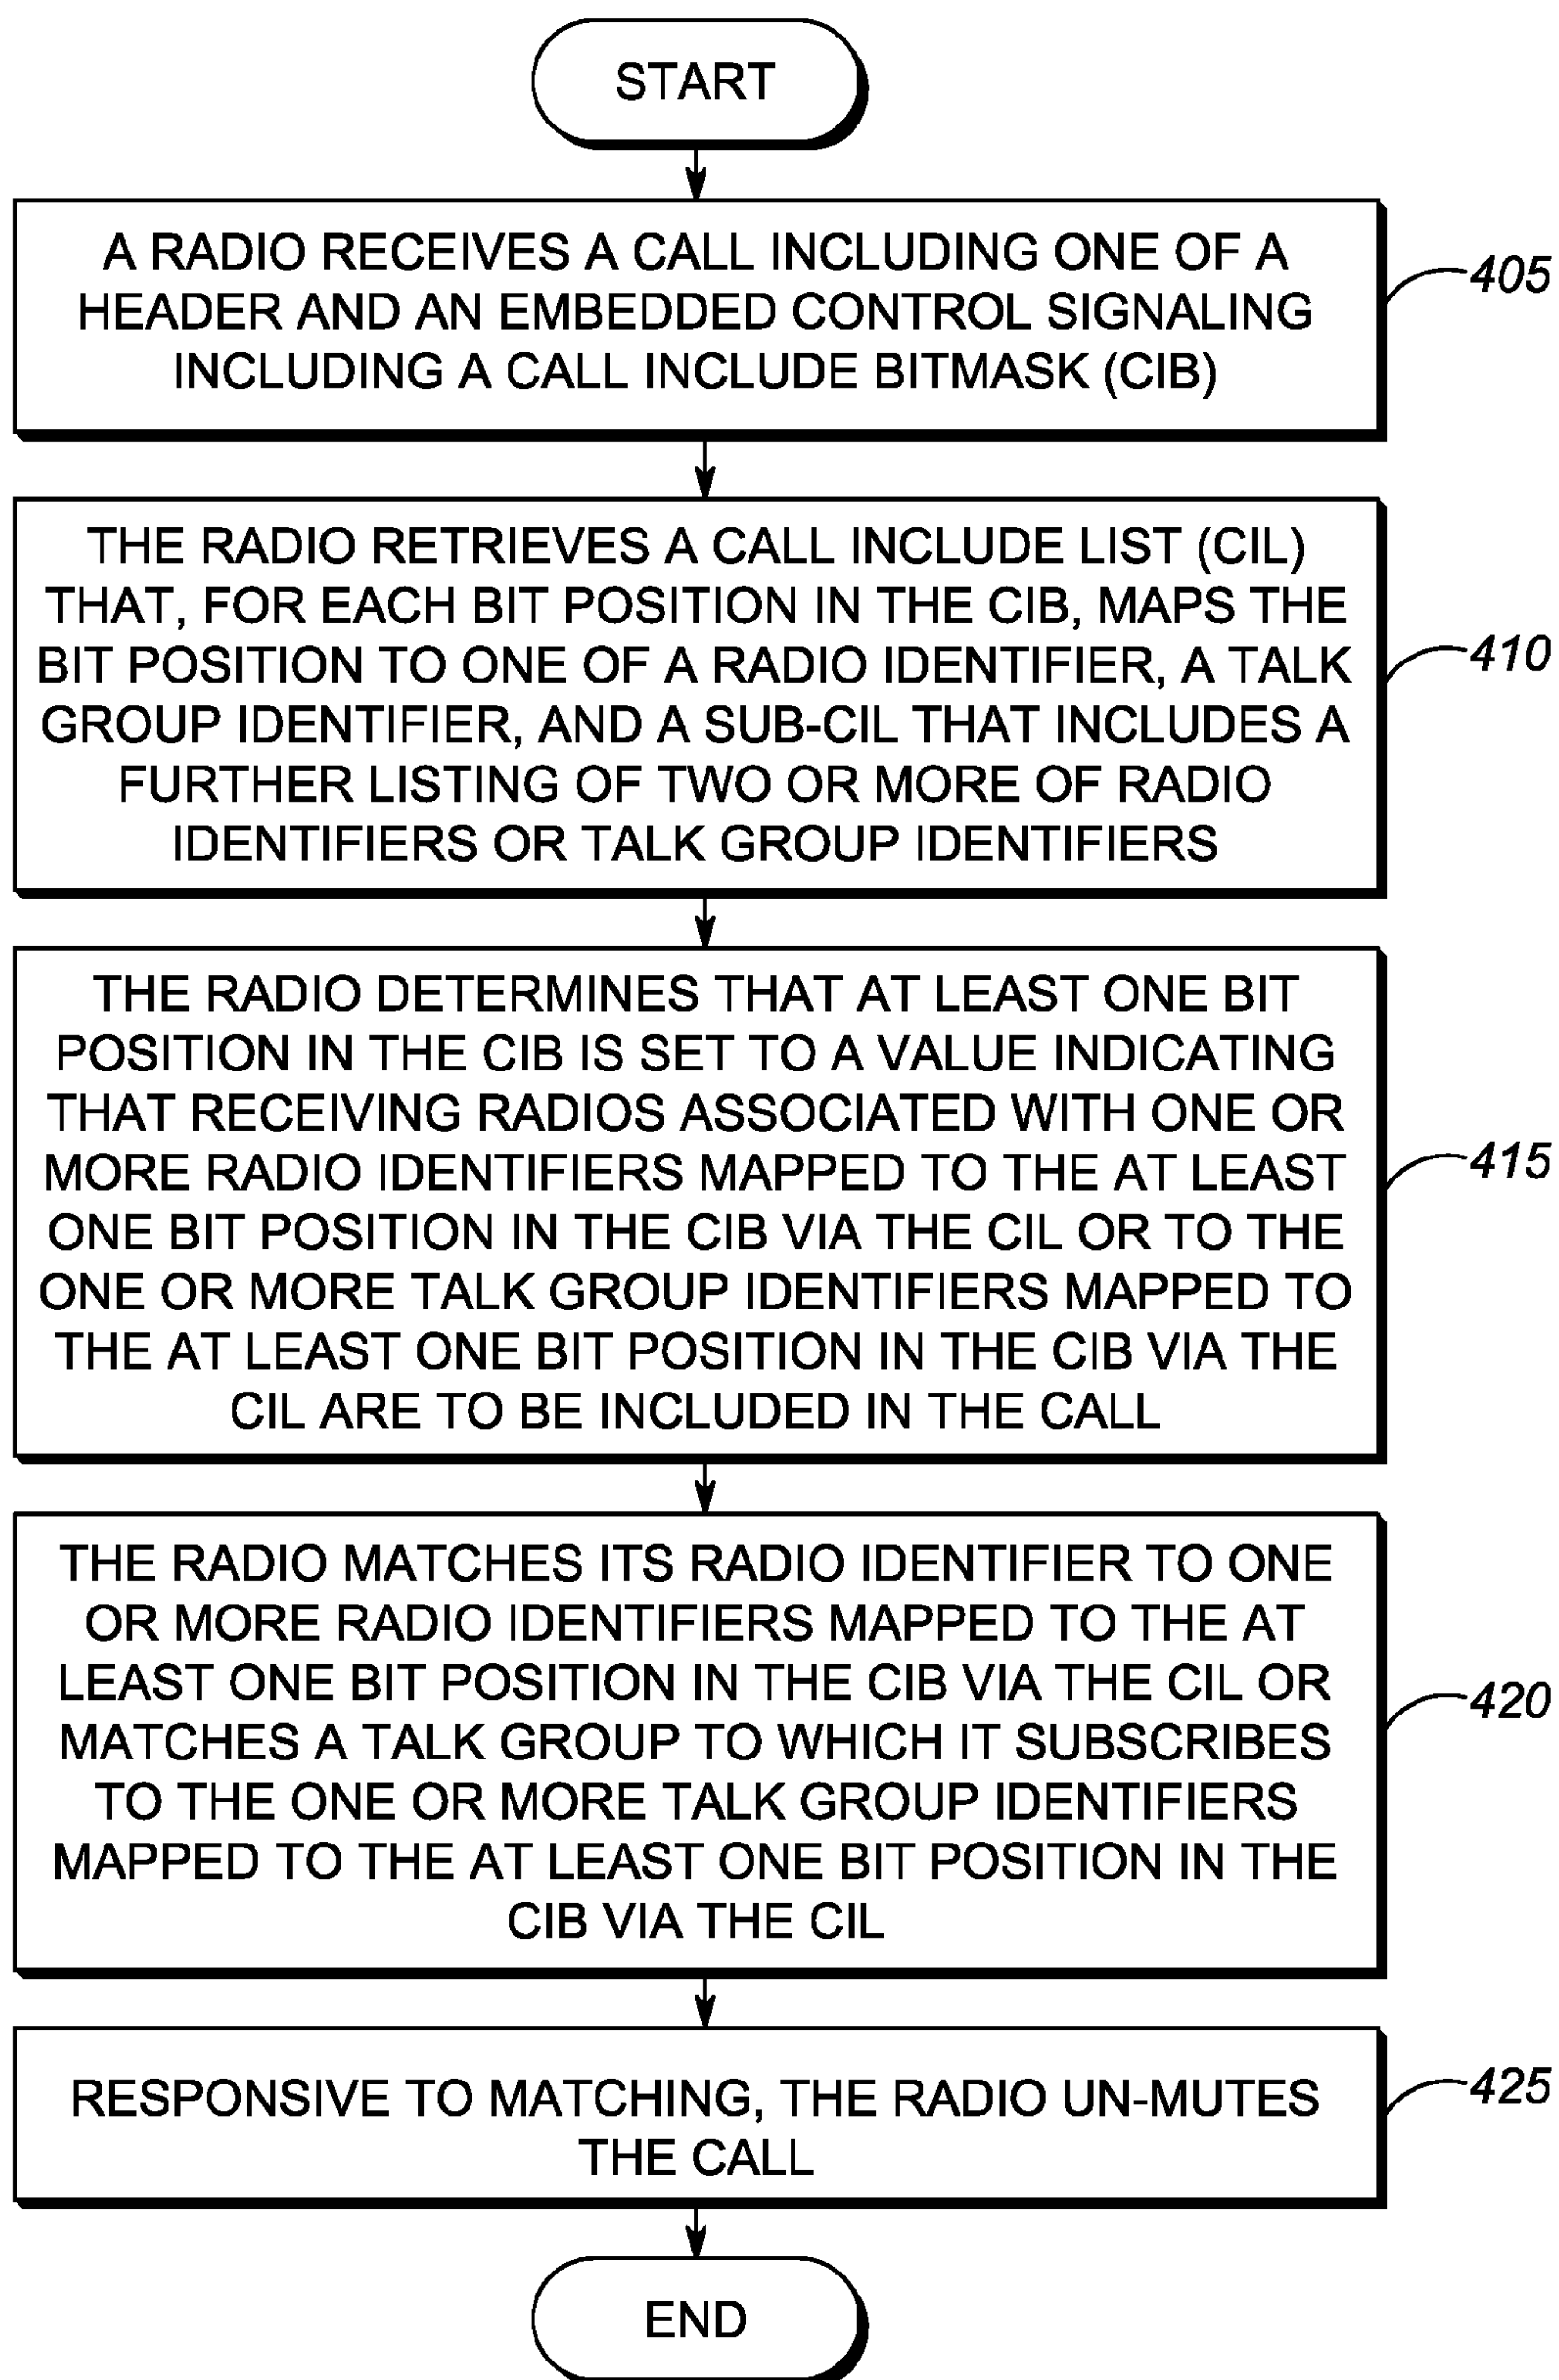 START
A RADIO RECEIVES A CALL INCLUDING ONE OF A
HEADER AND AN EMBEDDED CONTROL SIGNALING
INCLUDING A CALL INCLUDE BITMASK (CIB)
405
THE RADIO RETRIEVES A CALL INCLUDE LIST (CIL)
THAT, FOR EACH BIT POSITION IN THE CIB, MAPS THE
BIT POSITION TO ONE OF A RADIO IDENTIFIER, A TALK
GROUP IDENTIFIER, AND A SUB-CIL THAT INCLUDES A
FURTHER LISTING OF TWO OR MORE OF RADIO
IDENTIFIERS OR TALK GROUP IDENTIFIERS
410
THE RADIO DETERMINES THAT AT LEAST ONE BIT
POSITION IN THE CIB IS SET TO A VALUE INDICATING
THAT RECEIVING RADIOS ASSOCIATED WITH ONE OR
MORE RADIO IDENTIFIERS MAPPED TO THE AT LEAST
ONE BIT POSITION IN THE CIB VIA THE CIL OR TO THE
ONE OR MORE TALK GROUP IDENTIFIERS MAPPED TO
THE AT LEAST ONE BIT POSITION IN THE CIB VIA THE
CIL ARE TO BE INCLUDED IN THE CALL
415
THE RADIO MATCHES ITS RADIO IDENTIFIER TO ONE
OR MORE RADIO IDENTIFIERS MAPPED TO THE AT
LEAST ONE BIT POSITION IN THE CIB VIA THE CIL OR
MATCHES A TALK GROUP TO WHICH IT SUBSCRIBES
TO THE ONE OR MORE TALK GROUP IDENTIFIERS
MAPPED TO THE AT LEAST ONE BIT POSITION IN THE
CIB VIA THE CIL
420
RESPONSIVE TO MATCHING, THE RADIO UN-MUTES
THE CALL
425
END